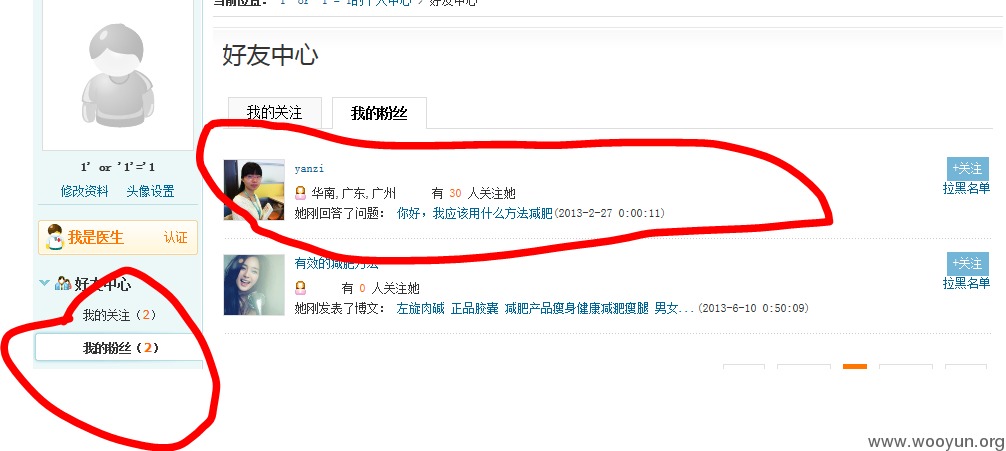 当前位置： 1' or '1'='1的个人中心 > 好友中心
好友中心
我的关注 我的粉丝
1' or '1'='1
修改资料 头像设置
我是医生 认证
好友中心
我的关注（2）
我的粉丝（2）
yanzi
华南,广东,广州 有 30 人关注她
她刚回答了问题： 你好，我应该用什么方法减肥(2013-2-27 0:00:11)
+关注
拉黑名单
有效的减肥方法
有 0 人关注她
她刚发表了博文： 左旋肉碱 正品胶囊 减肥产品瘦身健康减肥瘦腿 男女...(2013-6-10 0:50:09)
+关注
拉黑名单
www.wooyun.org